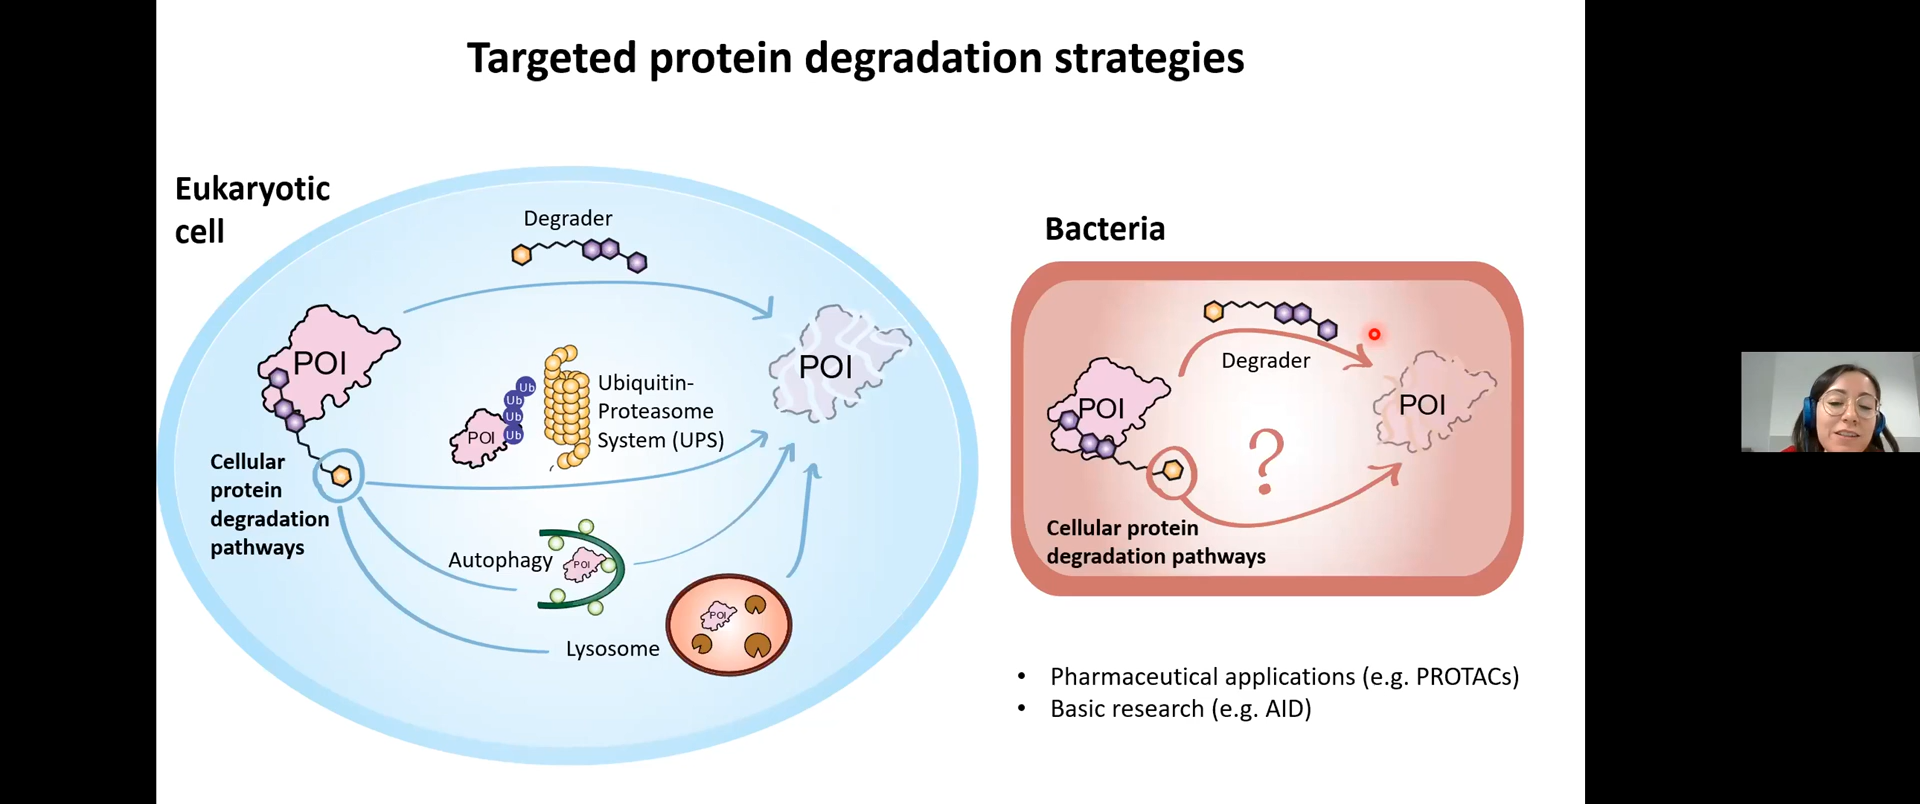 Targeted protein degradation strategies
Eukaryotic
cell
Degrader
POI
POI
POI
Ub
Ub
Ub
Ub
Ubiquitin-
Proteasome
System (UPS)
Cellular
protein
degradation
pathways
Autophagy
POI
Lysosome
POI
Bacteria
Degrader
POI
POI
?
Cellular protein
degradation pathways
• Pharmaceutical applications (e.g. PROTACs)
• Basic research (e.g. AID)